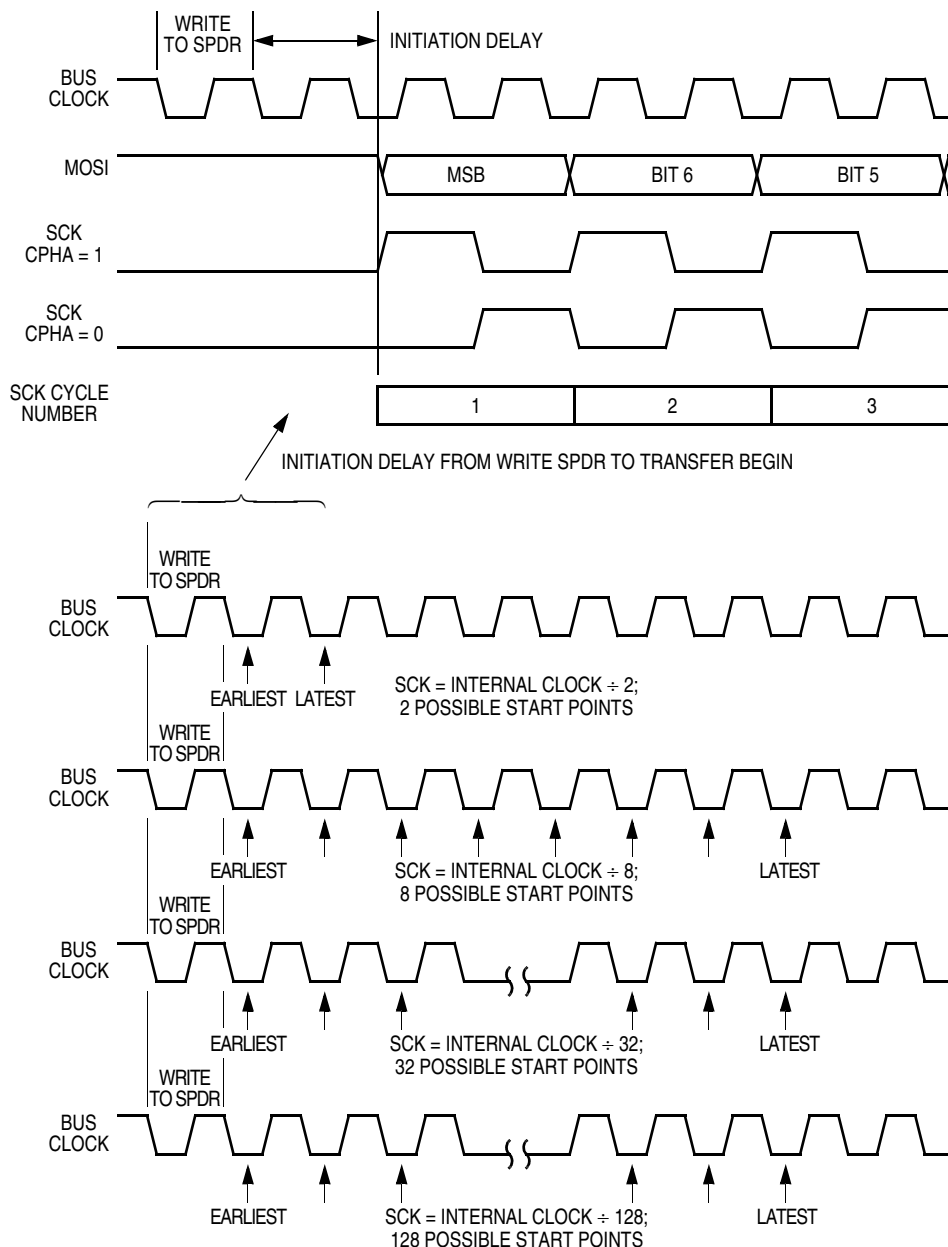 WRITE
TO SPDR
INITIATION DELAY
BUS
CLOCK
MOSI
MSB
BIT 6
BIT 5
SCK
CPHA = 1
SCK
CPHA = 0
SCK CYCLE
NUMBER
1
2
3
INITIATION DELAY FROM WRITE SPDR TO TRANSFER BEGIN
WRITE
TO SPDR
BUS
CLOCK
EARLIEST
LATEST
SCK = INTERNAL CLOCK ÷ 2;
2 POSSIBLE START POINTS
WRITE
TO SPDR
BUS
CLOCK
EARLIEST
SCK = INTERNAL CLOCK ÷ 8;
8 POSSIBLE START POINTS
LATEST
WRITE
TO SPDR
BUS
CLOCK
EARLIEST
SCK = INTERNAL CLOCK ÷ 32;
32 POSSIBLE START POINTS
LATEST
WRITE
TO SPDR
BUS
CLOCK
EARLIEST
SCK = INTERNAL CLOCK ÷ 128;
128 POSSIBLE START POINTS
LATEST